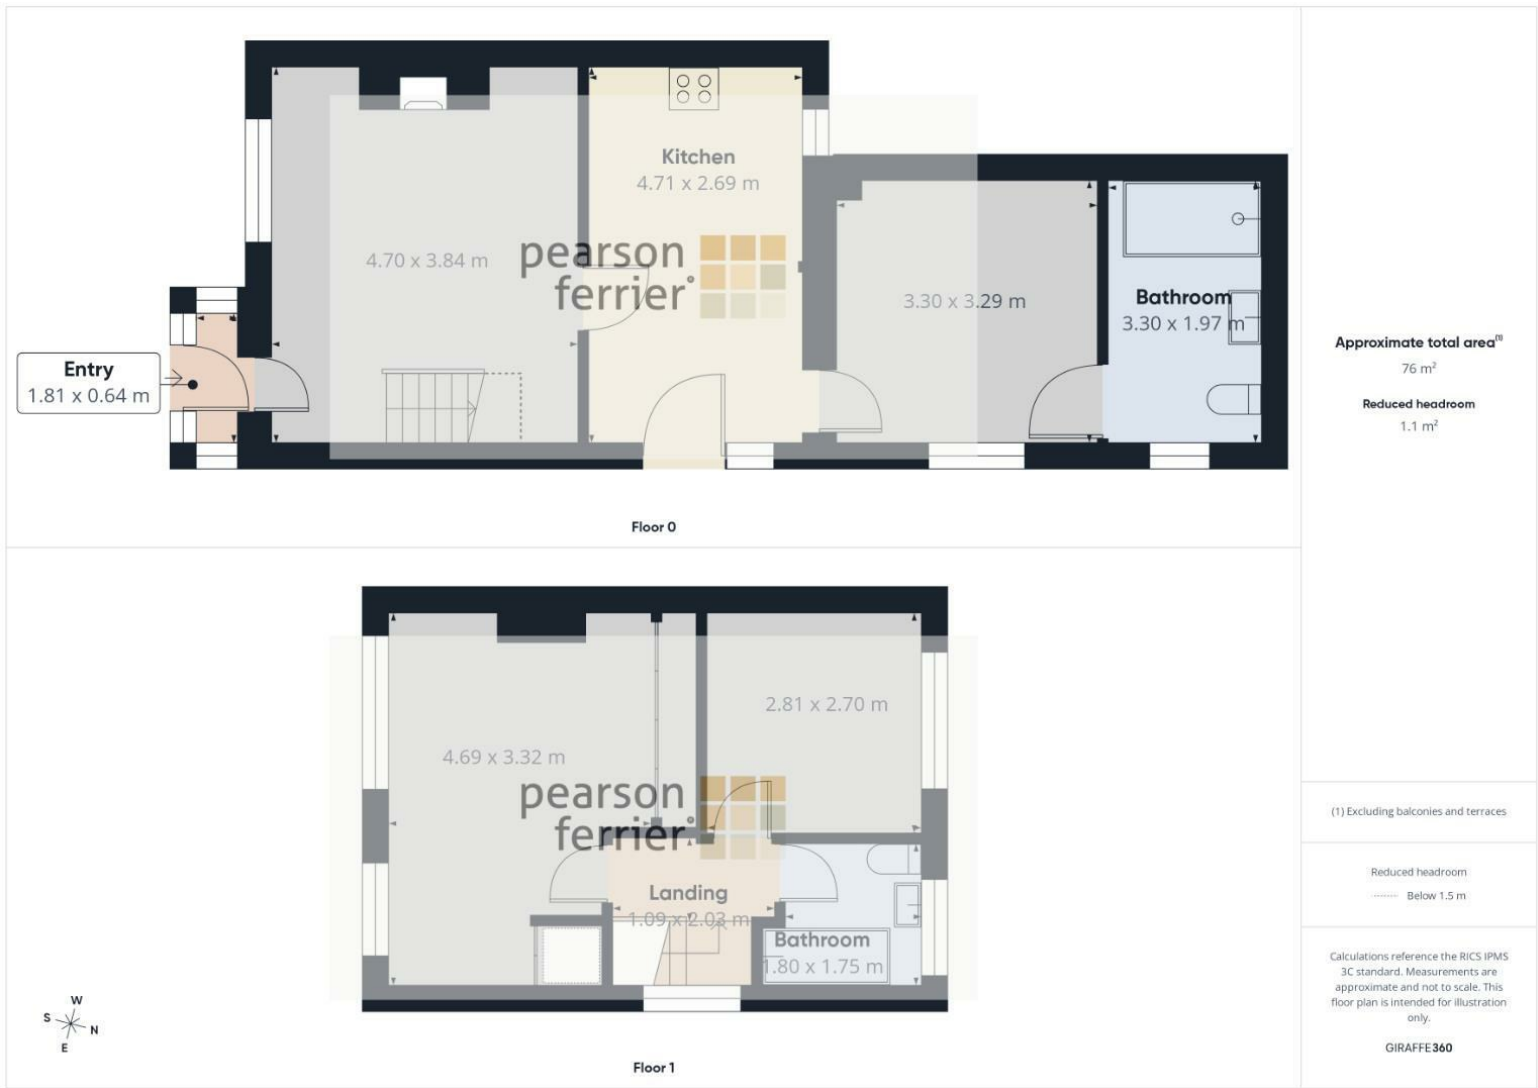 Kitchen
4.71 x 2.69 m
4.70 x 3.84 m
pearson
ferrier
3.30 x 3.29 m
Bathroom
3.30 x 1.97 m
Entry
1.81 x 0.64 m
Floor 0
Approximate total area(1)
76 m²
Reduced headroom
1.1 m²
2.81 x 2.70 m
4.69 x 3.32 m
pearson
ferrier
Landing
1.09 x 2.03 m
Bathroom
1.80 x 1.75 m
W
S
N
E
Floor 1
(1) Excluding balconies and terraces
Reduced headroom
Below 1.5 m
Calculations reference the RICS IPMS
3C standard. Measurements are
approximate and not to scale. This
floor plan is intended for illustration
only.
GIRAFFE360